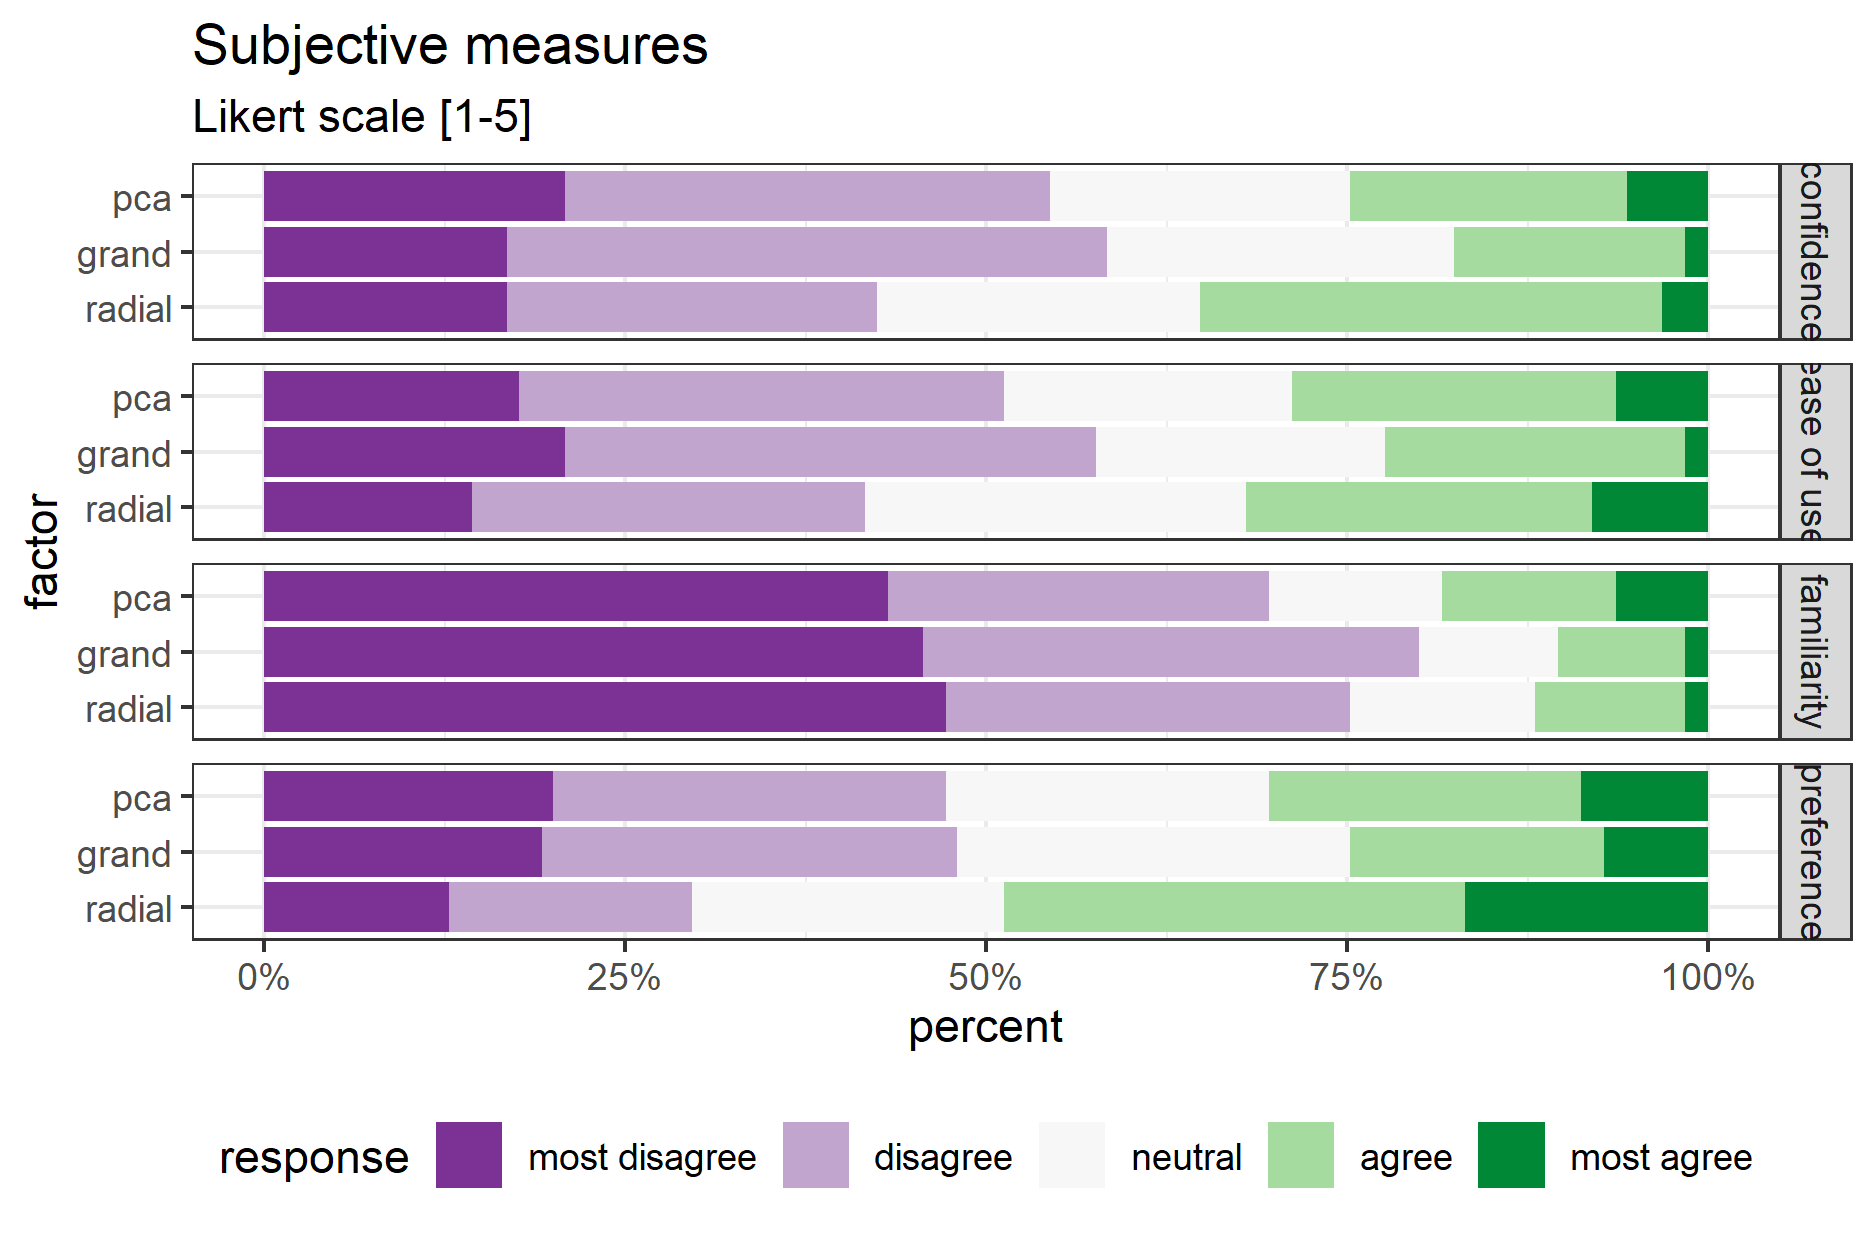 Subjective measures
Likert scale [1-5]
pca
grand
radial
confidence
pca
grand
radial
ease of use
factor
pca
grand
radial
familiarity
pca
grand
radial
preference
0% 25% 50% 75% 100%
percent
response most disagree disagree neutral agree most agree